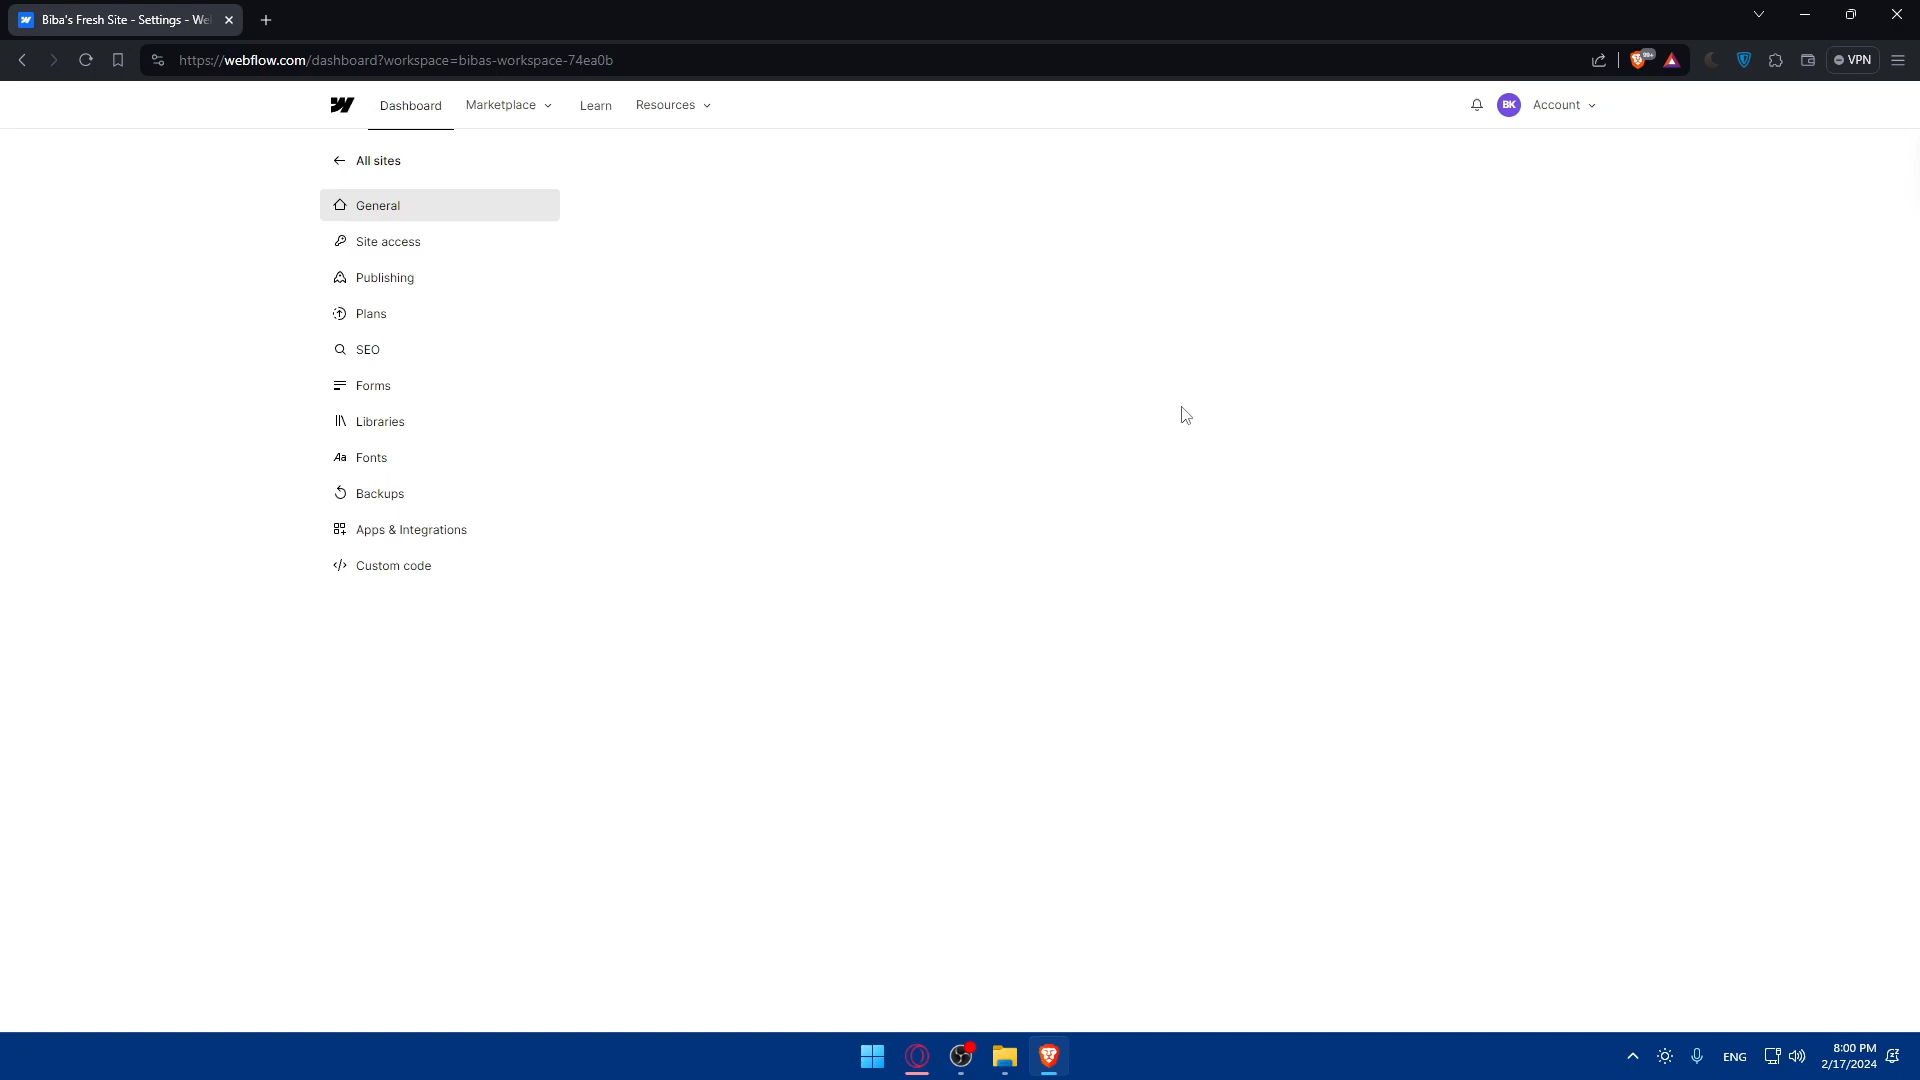 Biba's Fresh Site - Settings - We
https://webflow.com/dashboard?workspace=bibas-workspace-74ea0b
99+
VPN
Dashboard
Marketplace
Learn
Resources
BK
Account
All sites
General
Site access
Publishing
Plans
SEO
Forms
Libraries
Aa Fonts
Backups
Apps & Integrations
</> Custom code
ENG
8:00 PM
2/17/2024